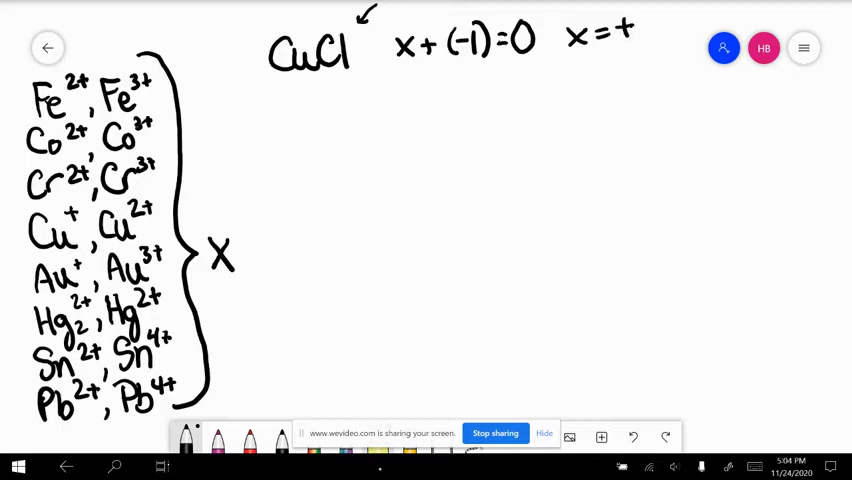 CuCl x + (-1) = 0 x = +
HB
Fe²⁺, Fe³⁺
Co²⁺, Co³⁺
Cr²⁺, Cr³⁺
Cu⁺, Cu²⁺
X
Au⁺, Au³⁺
Hg₂²⁺, Hg²⁺
Sn²⁺, Sn⁴⁺
Pb²⁺, Pb⁴⁺
www.wevideo.com is sharing your screen.
Stop sharing
Hide
5:04 PM
11/24/2020